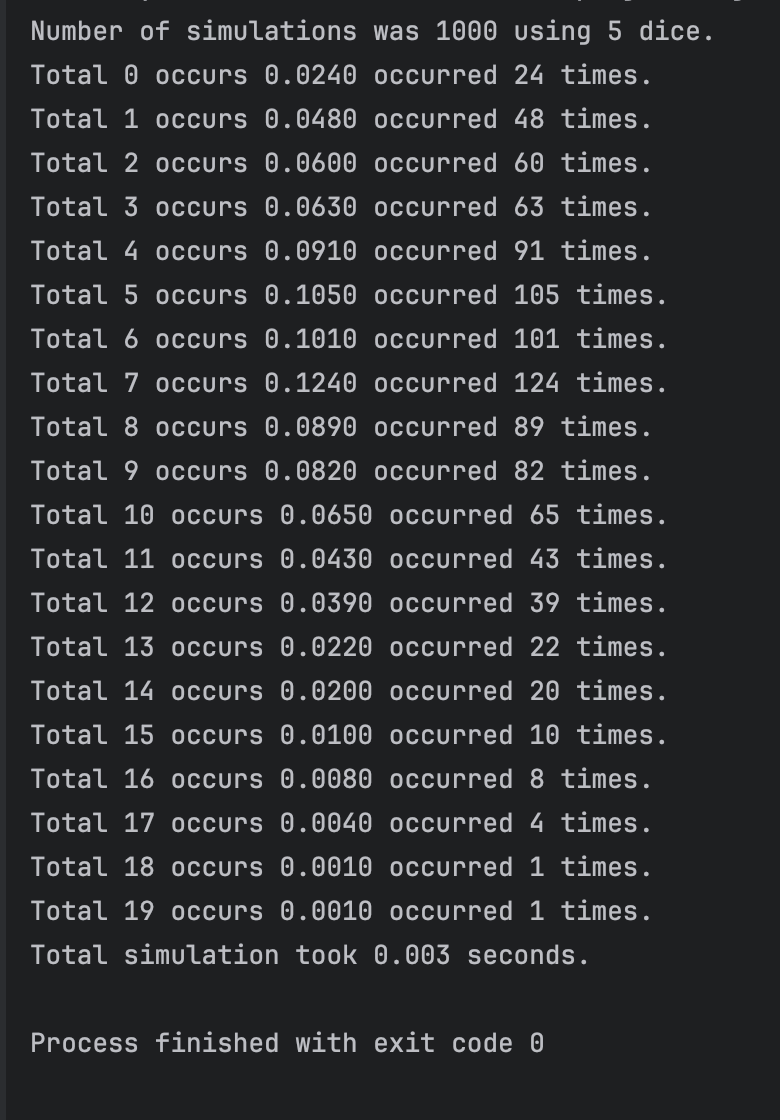 Number of simulations was 1000 using 5 dice.
Total 0 occurs 0.0240 occurred 24 times.
Total 1 occurs 0.0480 occurred 48 times.
Total 2 occurs 0.0600 occurred 60 times.
Total 3 occurs 0.0630 occurred 63 times.
Total 4 occurs 0.0910 occurred 91 times.
Total 5 occurs 0.1050 occurred 105 times.
Total 6 occurs 0.1010 occurred 101 times.
Total 7 occurs 0.1240 occurred 124 times.
Total 8 occurs 0.0890 occurred 89 times.
Total 9 occurs 0.0820 occurred 82 times.
Total 10 occurs 0.0650 occurred 65 times.
Total 11 occurs 0.0430 occurred 43 times.
Total 12 occurs 0.0390 occurred 39 times.
Total 13 occurs 0.0220 occurred 22 times.
Total 14 occurs 0.0200 occurred 20 times.
Total 15 occurs 0.0100 occurred 10 times.
Total 16 occurs 0.0080 occurred 8 times.
Total 17 occurs 0.0040 occurred 4 times.
Total 18 occurs 0.0010 occurred 1 times.
Total 19 occurs 0.0010 occurred 1 times.
Total simulation took 0.003 seconds.
Process finished with exit code 0